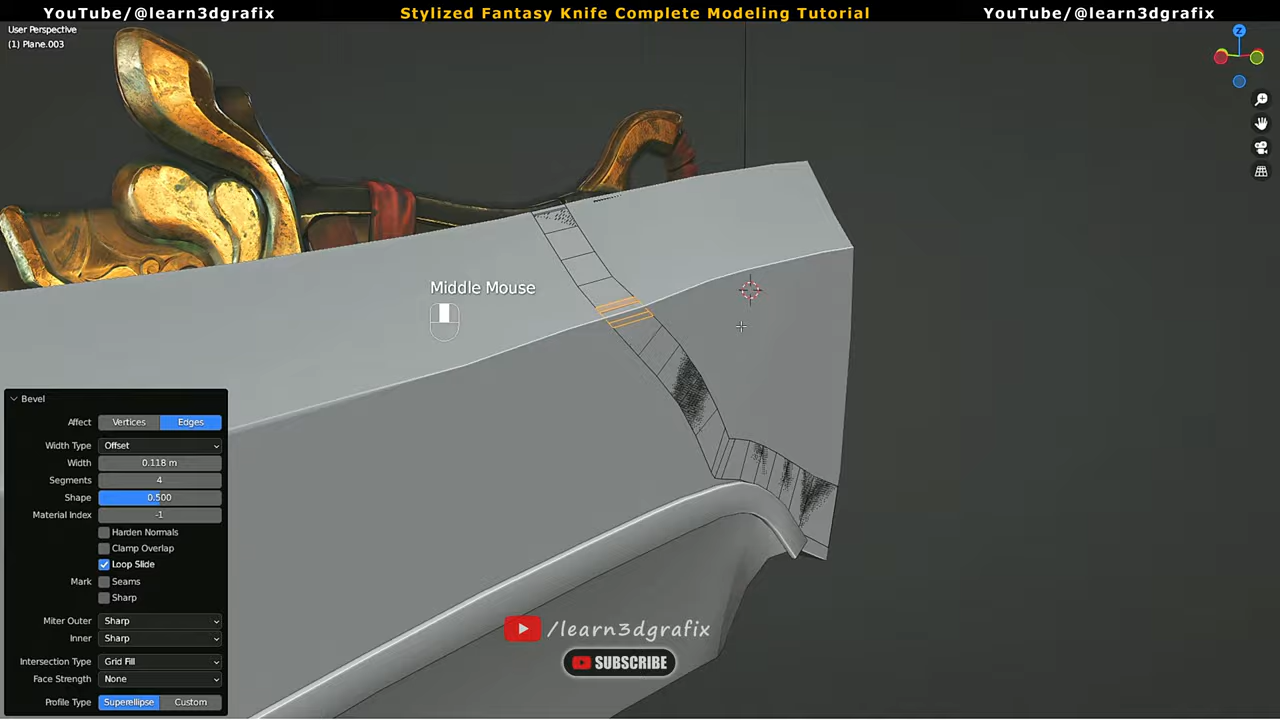 YouTube/@learn3dgrafix
Stylized Fantasy Knife Complete Modeling Tutorial
YouTube/@learn3dgrafix
User Perspective
(1) Plane.003
Z
Middle Mouse
Bevel
Affect Vertices Edges
Width Type Offset
Width 0.118 m
Segments 4
Shape 0.500
Material Index -1
Harden Normals
Clamp Overlap
Loop Slide
Mark Seams
Sharp
Miter Outer Sharp
Inner Sharp
Intersection Type Grid Fill
Face Strength None
Profile Type Superellipse Custom
/learn3dgrafix
SUBSCRIBE